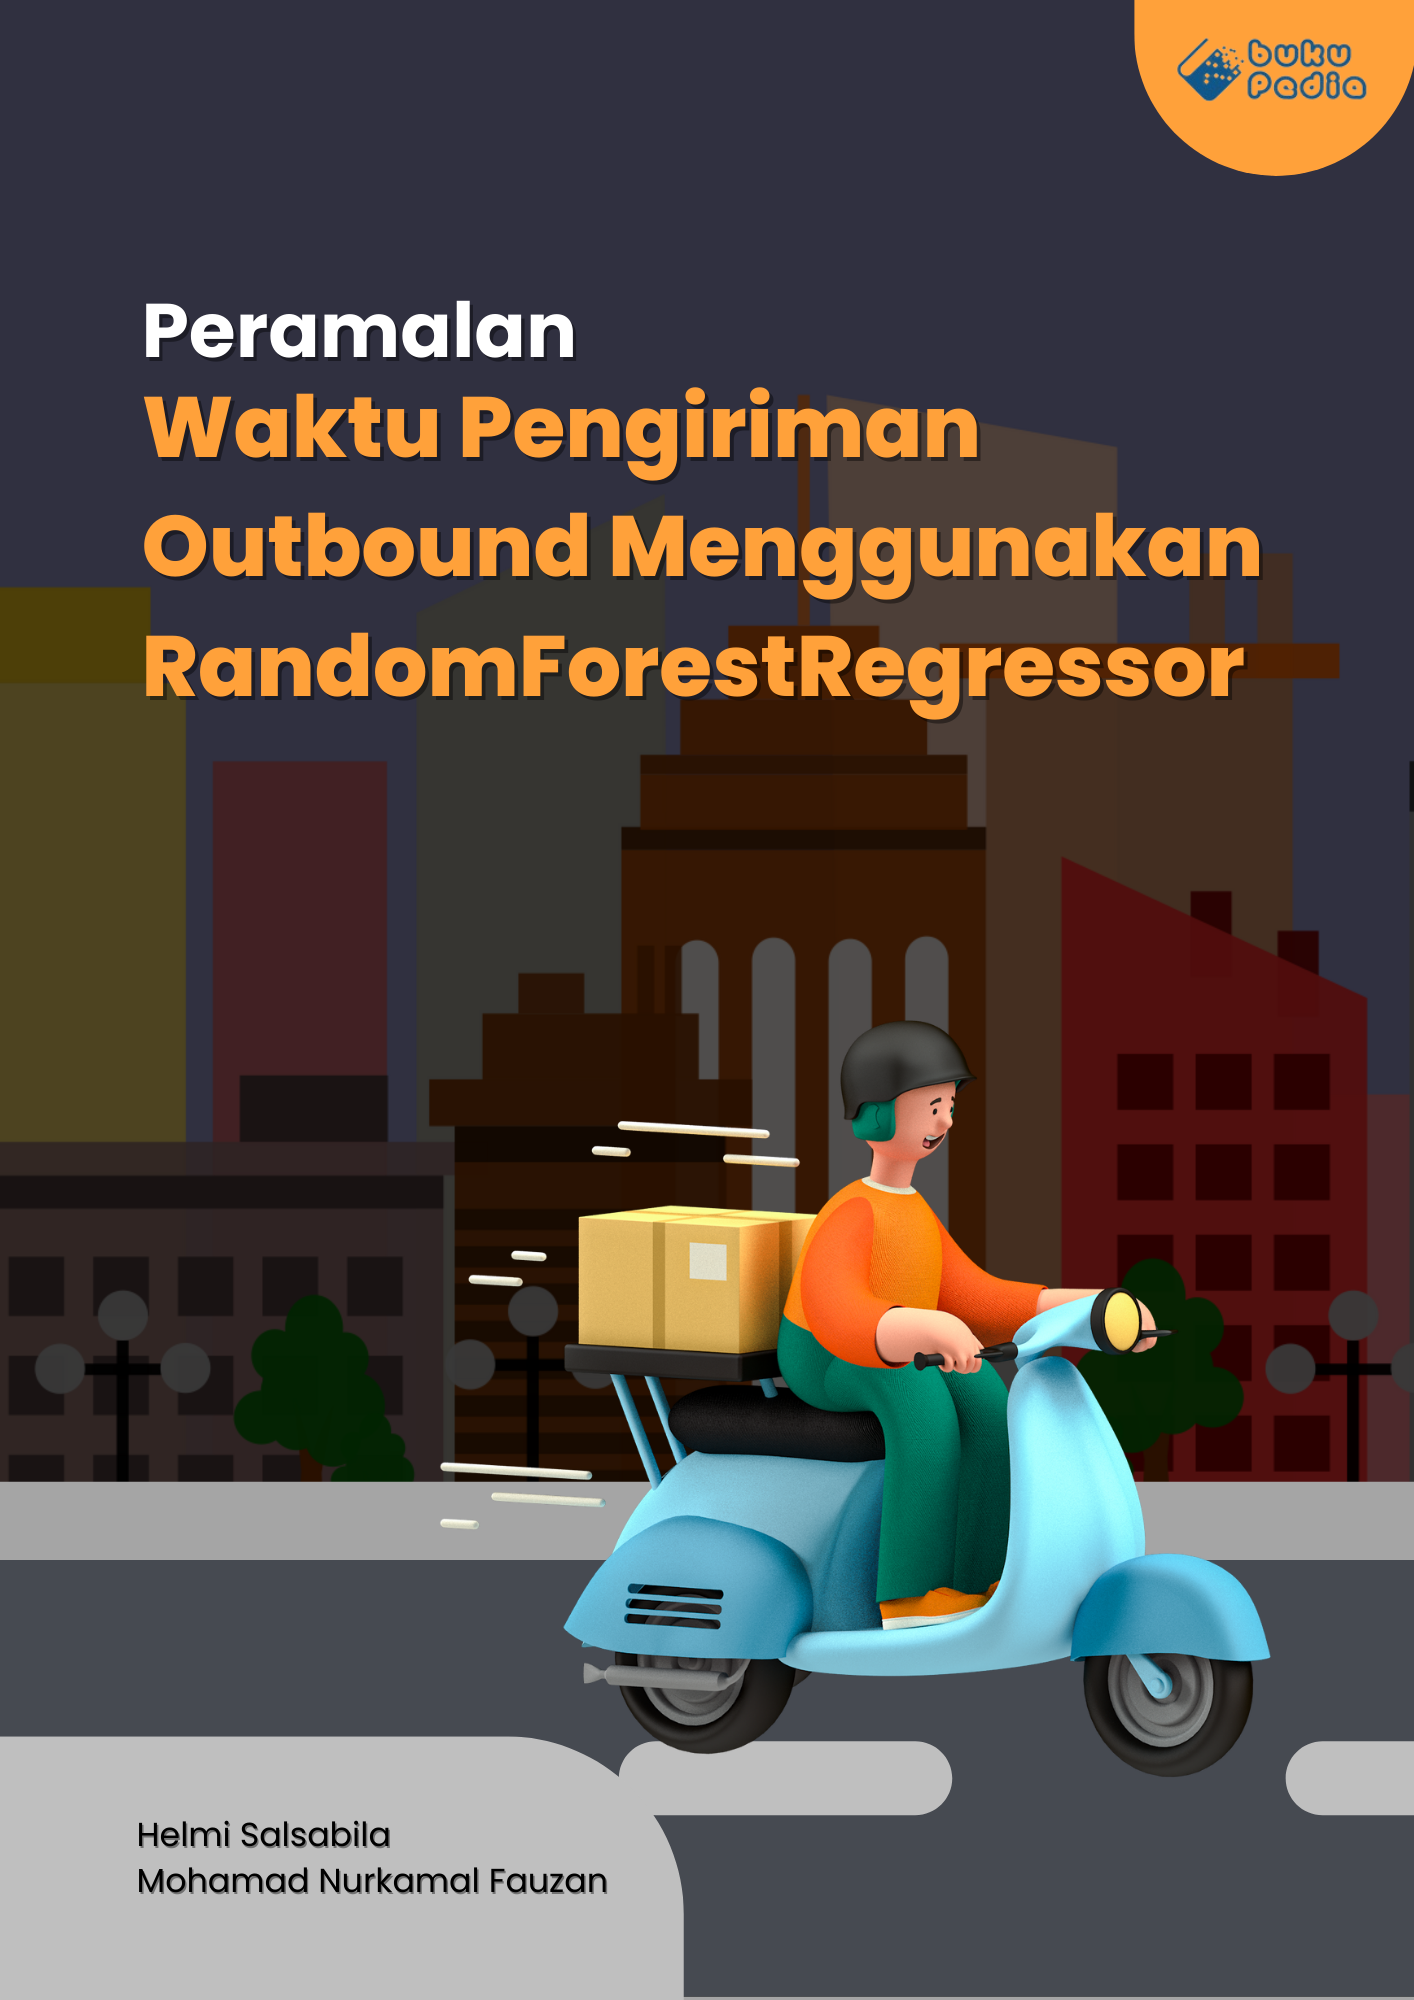 buku
Pedia
Peramalan
Waktu Pengiriman
Outbound Menggunakan
RandomForestRegressor
Helmi Salsabila
Mohamad Nurkamal Fauzan